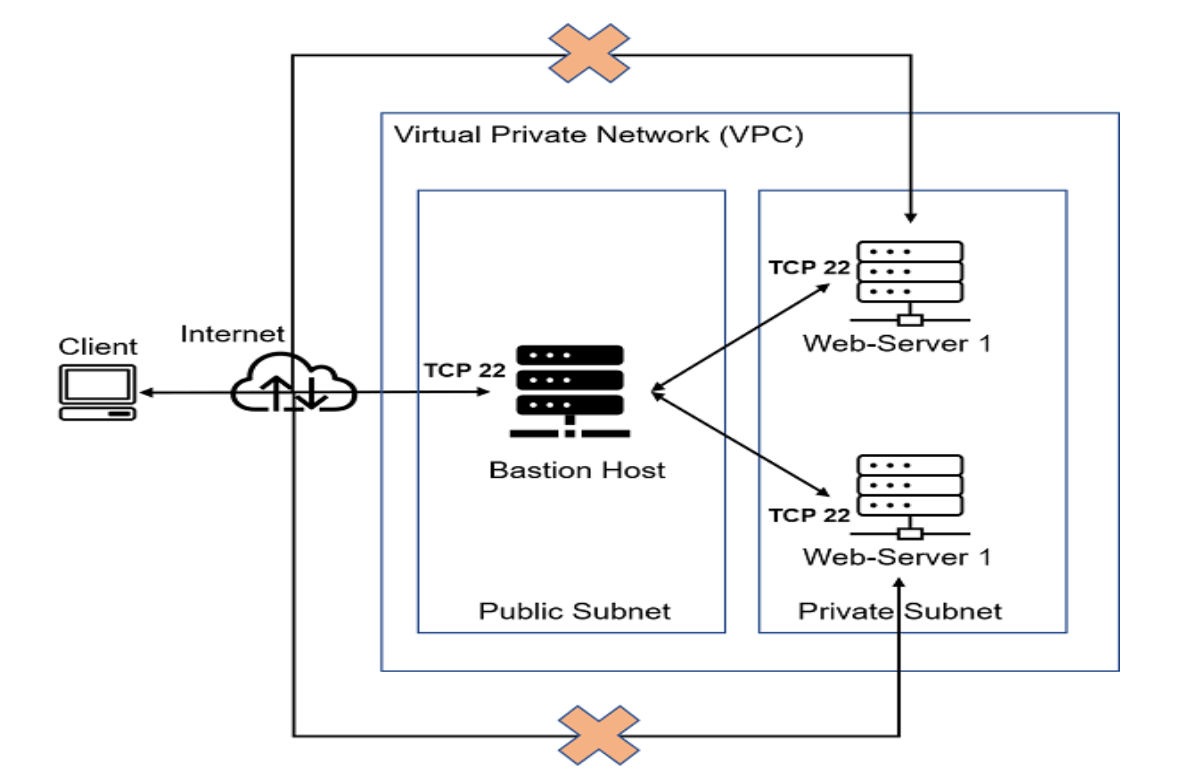 Virtual Private Network (VPC)
Client
Internet
TCP 22
Bastion Host
Public Subnet
TCP 22
Web-Server 1
TCP 22
Web-Server 1
Private Subnet